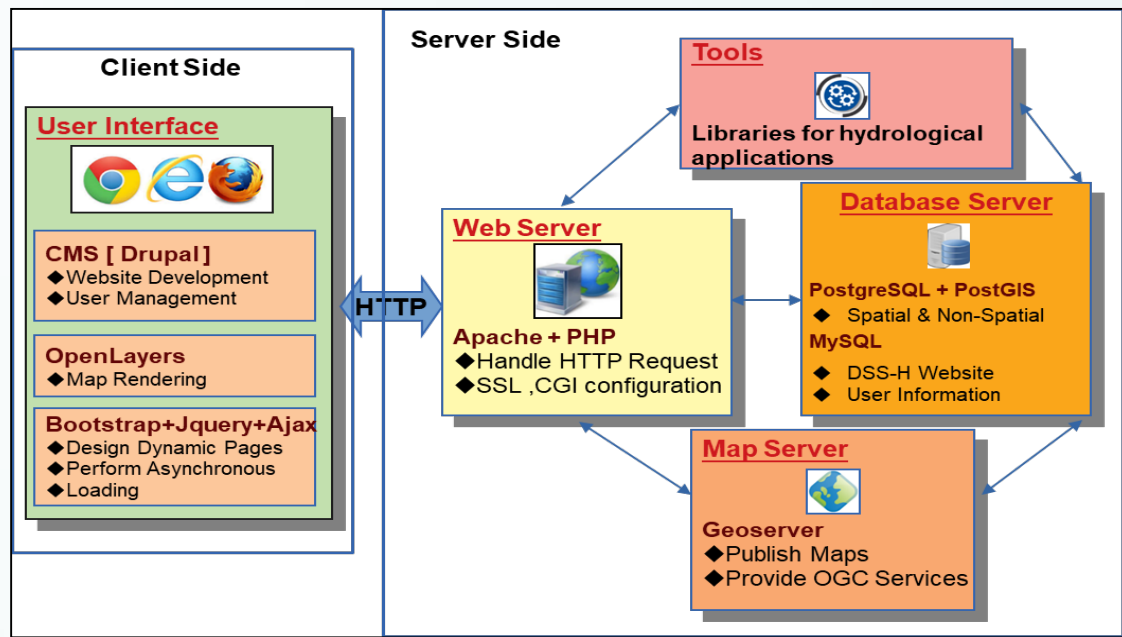 Client Side
User Interface
CMS [ Drupal ]
◆Website Development
◆User Management
OpenLayers
◆Map Rendering
Bootstrap+Jquery+Ajax
◆Design Dynamic Pages
◆Perform Asynchronous
◆Loading
HTTP
Server Side
Tools
Libraries for hydrological
applications
Web Server
Apache + PHP
◆Handle HTTP Request
◆SSL ,CGI configuration
Database Server
PostgreSQL + PostGIS
◆ Spatial & Non-Spatial
MySQL
◆ DSS-H Website
◆ User Information
Map Server
Geoserver
◆Publish Maps
◆Provide OGC Services